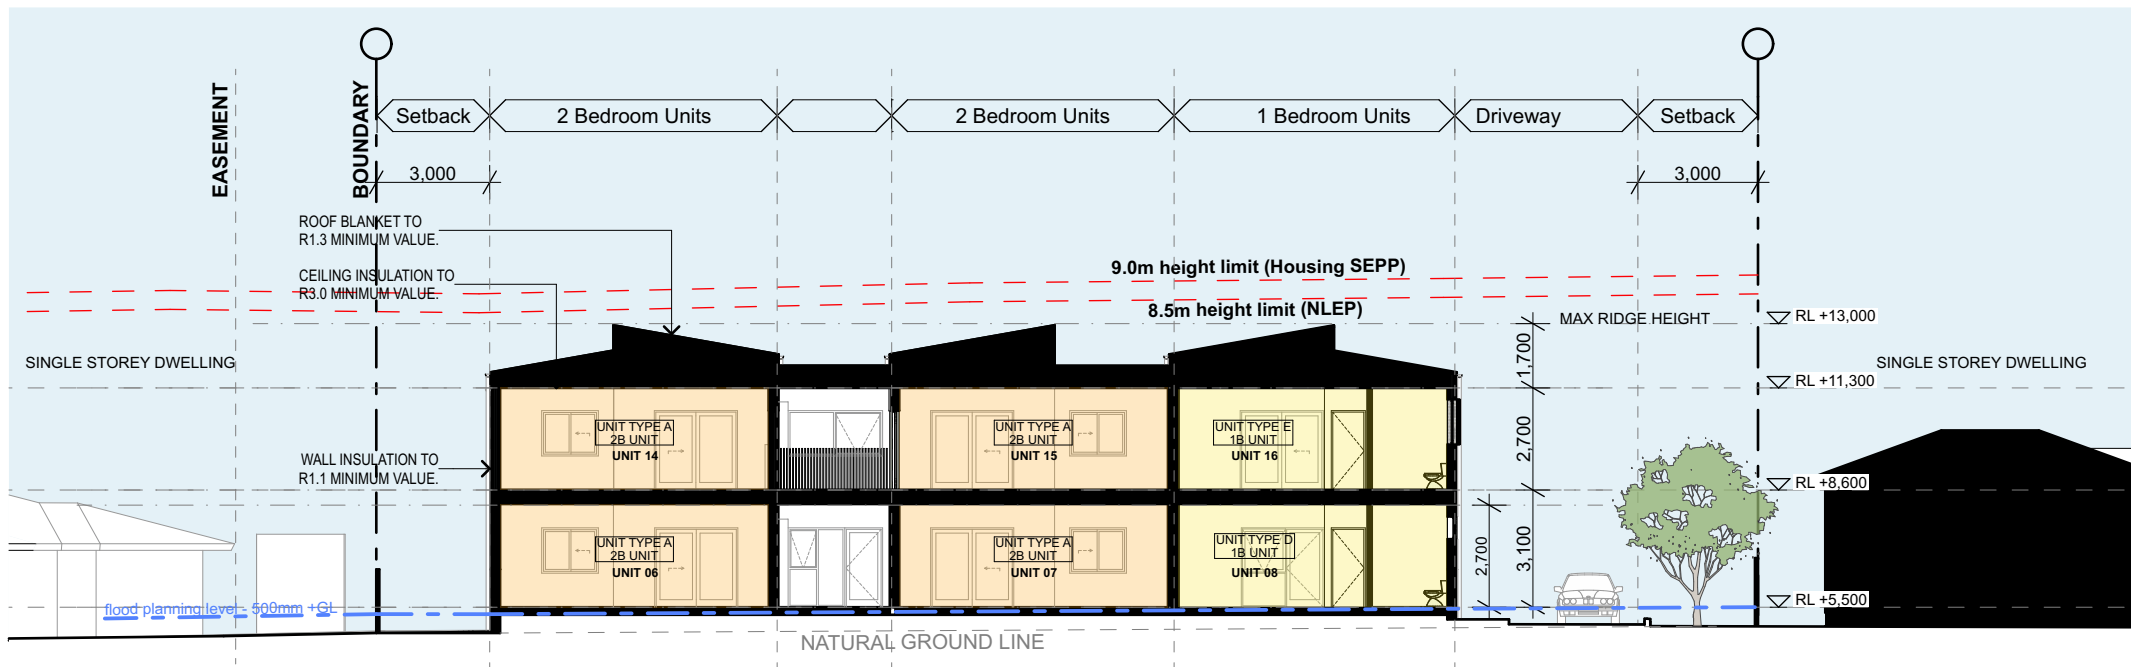 EASEMENT
BOUNDARY
Setback
2 Bedroom Units
2 Bedroom Units
1 Bedroom Units
Driveway
Setback
3,000
3,000
ROOF BLANKET TO
R1.3 MINIMUM VALUE.
CEILING INSULATION TO
R3.0 MINIMUM VALUE.
9.0m height limit (Housing SEPP)
8.5m height limit (NLEP)
MAX RIDGE HEIGHT
RL +13,000
1,700
SINGLE STOREY DWELLING
SINGLE STOREY DWELLING
RL +11,300
UNIT TYPE A
2B UNIT
UNIT 14
UNIT TYPE A
2B UNIT
UNIT 15
UNIT TYPE E
1B UNIT
UNIT 16
2,700
WALL INSULATION TO
R1.1 MINIMUM VALUE.
RL +8,600
UNIT TYPE A
2B UNIT
UNIT 06
UNIT TYPE A
2B UNIT
UNIT 07
UNIT TYPE D
1B UNIT
UNIT 08
2,700
3,100
RL +5,500
flood planning level - 500mm +GL
NATURAL GROUND LINE